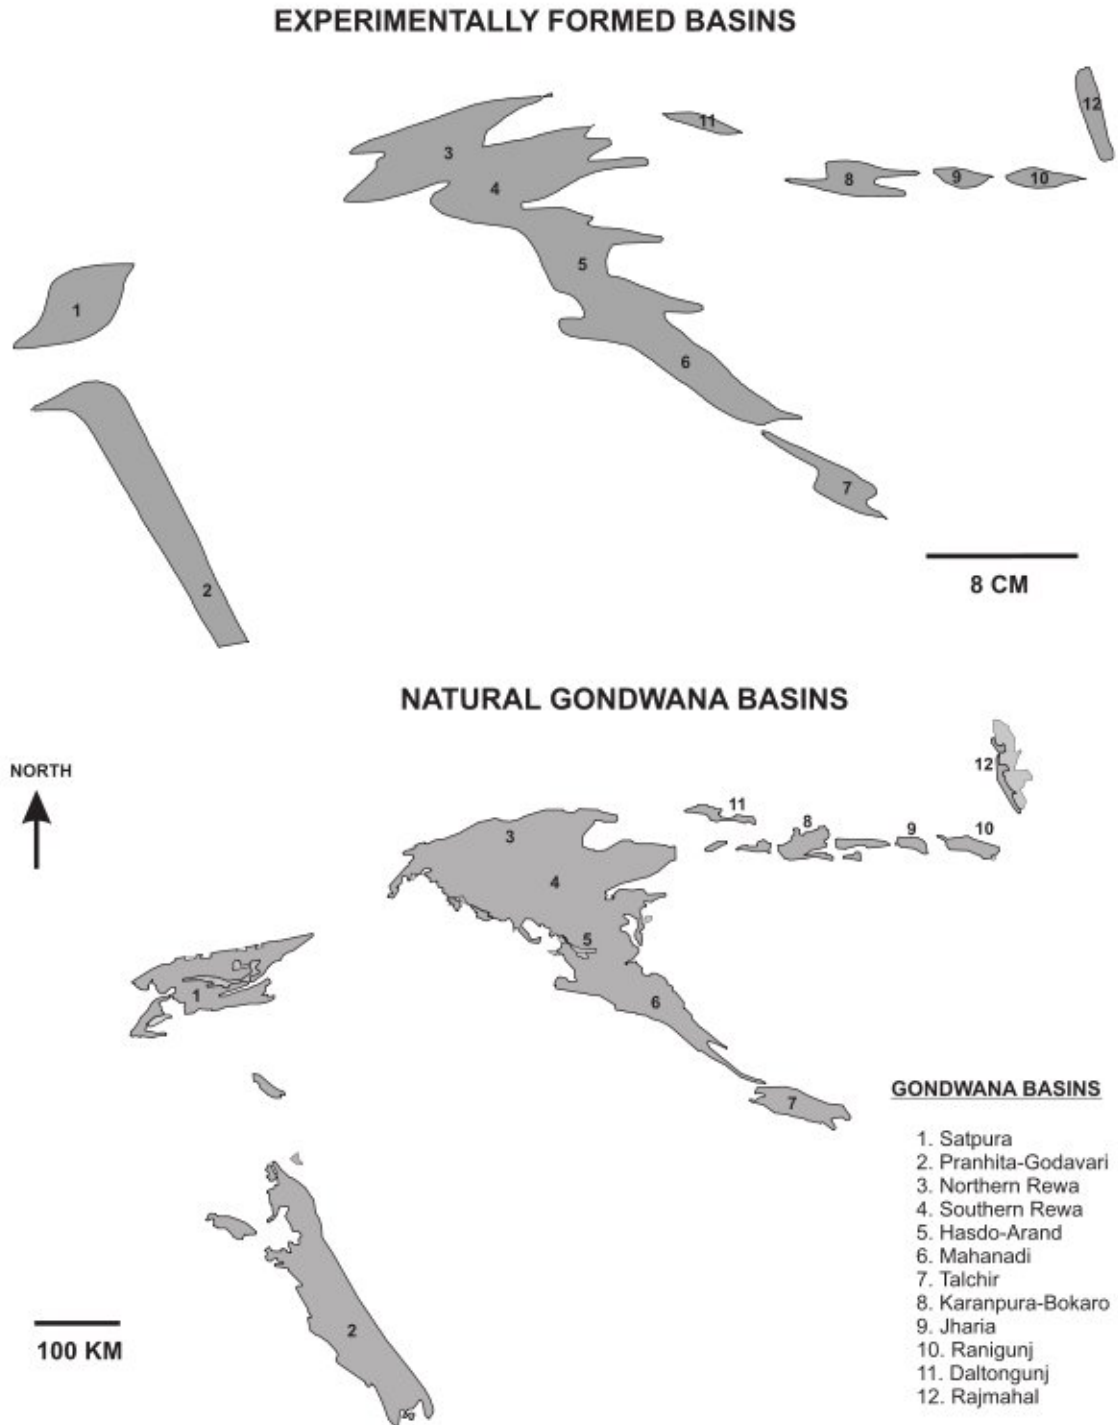 EXPERIMENTALLY FORMED BASINS
12
11
3
8
9
10
4
5
1
6
7
8 CM
2
NATURAL GONDWANA BASINS
NORTH
12
11
3
8
9
10
4
5
1
6
7
GONDWANA BASINS
1. Satpura
2. Pranhita-Godavari
3. Northern Rewa
4. Southern Rewa
5. Hasdo-Arand
6. Mahanadi
7. Talchir
8. Karanpura-Bokaro
9. Jharia
10. Ranigunj
11. Daltongunj
12. Rajmahal
2
100 KM